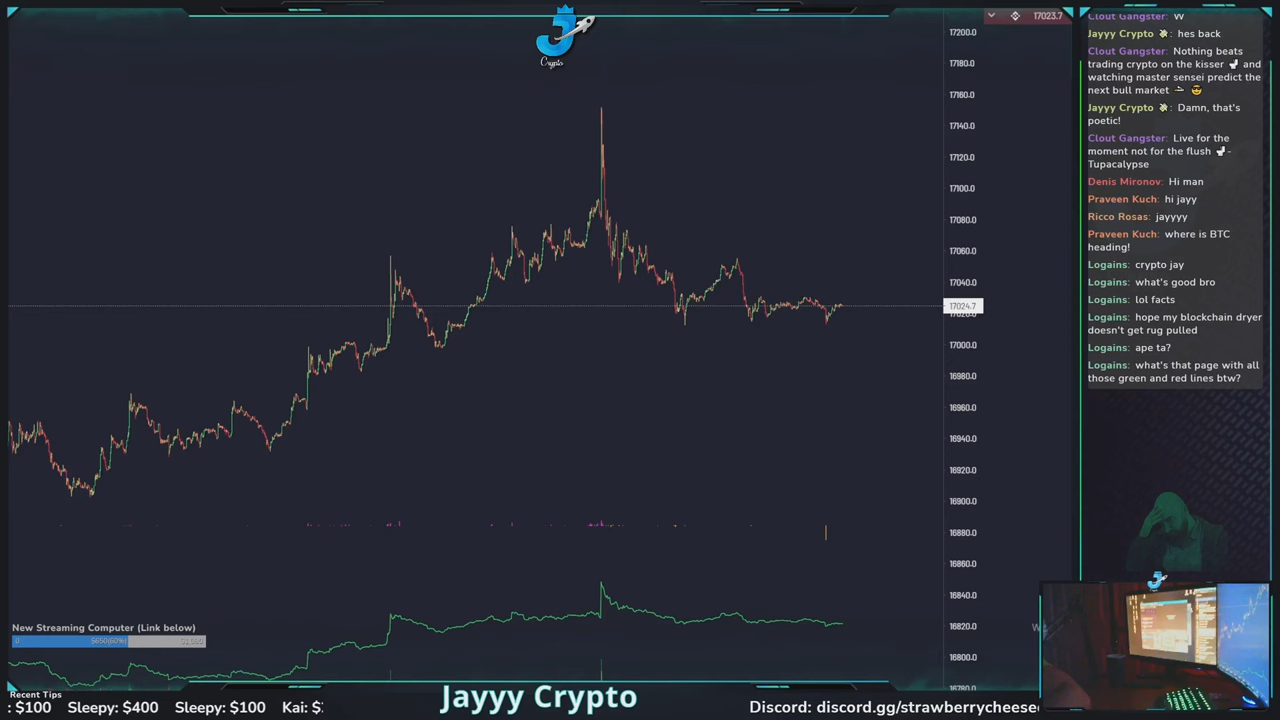 Crypto
17023.7
17200.0
17180.0
17160.0
17140.0
17120.0
17100.0
17080.0
17060.0
17040.0
17024.7
17000.0
16980.0
16960.0
16940.0
16920.0
16900.0
16880.0
16860.0
16840.0
16820.0
16800.0
16780.0
Clout Gangster: W
Jayyy Crypto: hes back
Clout Gangster: Nothing beats
trading crypto on the kisser 🚽 and
watching master sensei predict the
next bull market 🚬 😎
Jayyy Crypto: Damn, that's
poetic!
Clout Gangster: Live for the
moment not for the flush 🚽-
Tupacalypse
Denis Mironov: Hi man
Praveen Kuch: hi jayy
Ricco Rosas: jayyyy
Praveen Kuch: where is BTC
heading!
Logains: crypto jay
Logains: what's good bro
Logains: lol facts
Logains: hope my blockchain dryer
doesn't get rug pulled
Logains: ape ta?
Logains: what's that page with all
those green and red lines btw?
New Streaming Computer (Link below)
0 $650(60%)
Recent Tips
: $100 Sleepy: $400 Sleepy: $100 Kai: $
Jayyy Crypto
Discord: discord.gg/strawberrycheese